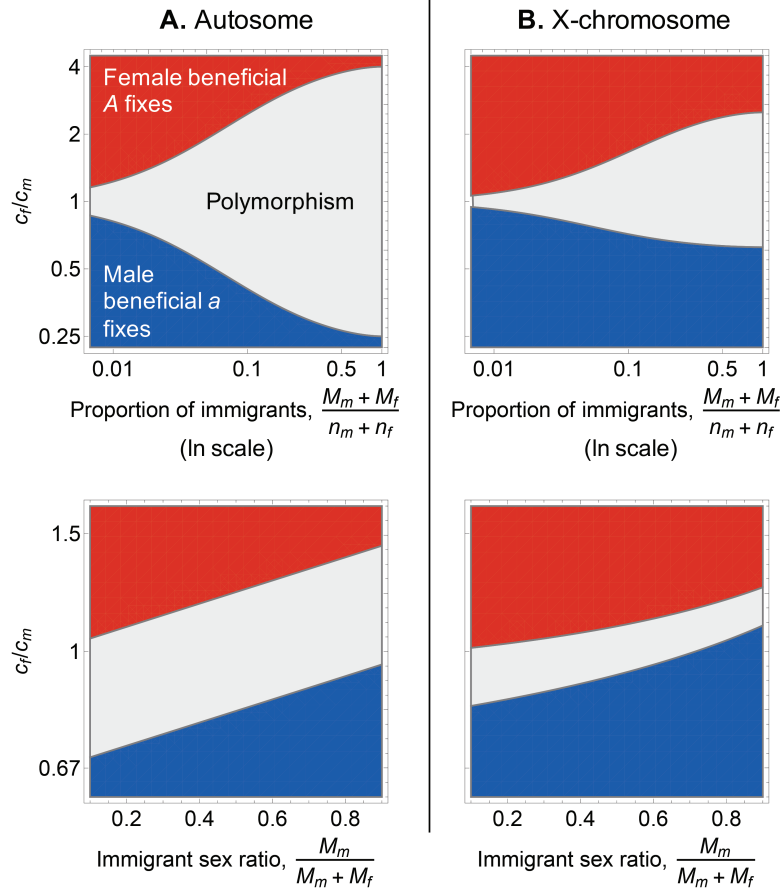 A. Autosome
4
2
1
0.5
0.25
c_f/c_m
Female beneficial
A fixes
Polymorphism
Male
beneficial a
fixes
0.01 0.1 0.5 1
Proportion of immigrants, (M_m + M_f)/(n_m + n_f)
(ln scale)
1.5
1
0.67
c_f/c_m
0.2 0.4 0.6 0.8
Immigrant sex ratio, M_m/(M_m + M_f)
B. X-chromosome
0.01 0.1 0.5 1
Proportion of immigrants, (M_m + M_f)/(n_m + n_f)
(ln scale)
0.2 0.4 0.6 0.8
Immigrant sex ratio, M_m/(M_m + M_f)